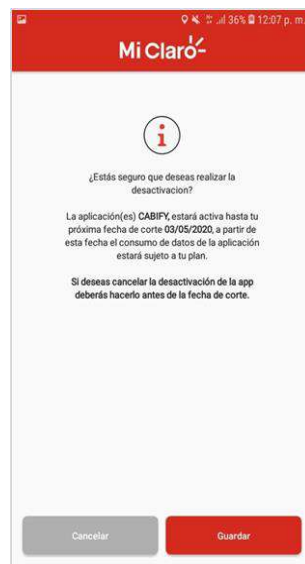 36% 12:07 p. m.
Mi Claro
i
¿Estás seguro que deseas realizar la
desactivacion?
La aplicación(es) CABIFY, estará activa hasta tu
próxima fecha de corte 03/05/2020, a partir de
esta fecha el consumo de datos de la aplicación
estará sujeto a tu plan.
Si deseas cancelar la desactivación de la app
deberás hacerlo antes de la fecha de corte.
Cancelar
Guardar